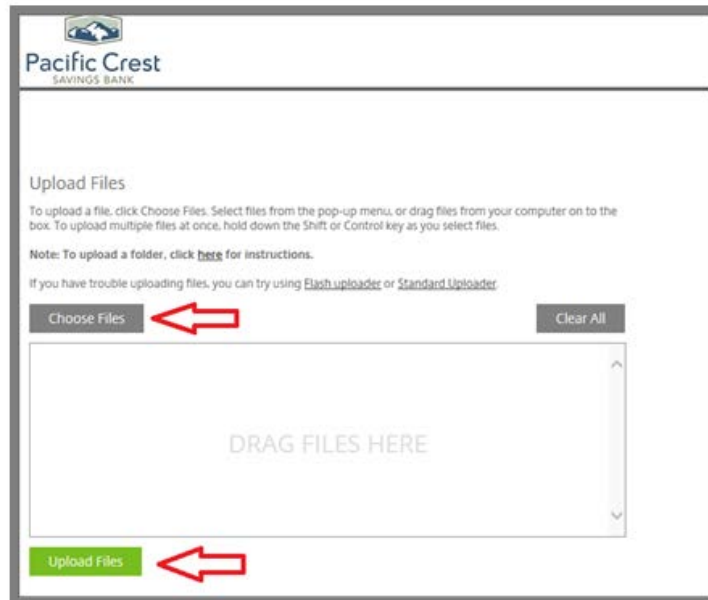 Pacific Crest
SAVINGS BANK
Upload Files
To upload a file, click Choose Files. Select files from the pop-up menu, or drag files from your computer on to the
box. To upload multiple files at once, hold down the Shift or Control key as you select files.
Note: To upload a folder, click here for instructions.
If you have trouble uploading files, you can try using Flash uploader or Standard Uploader.
Choose Files
Clear All
DRAG FILES HERE
Upload Files